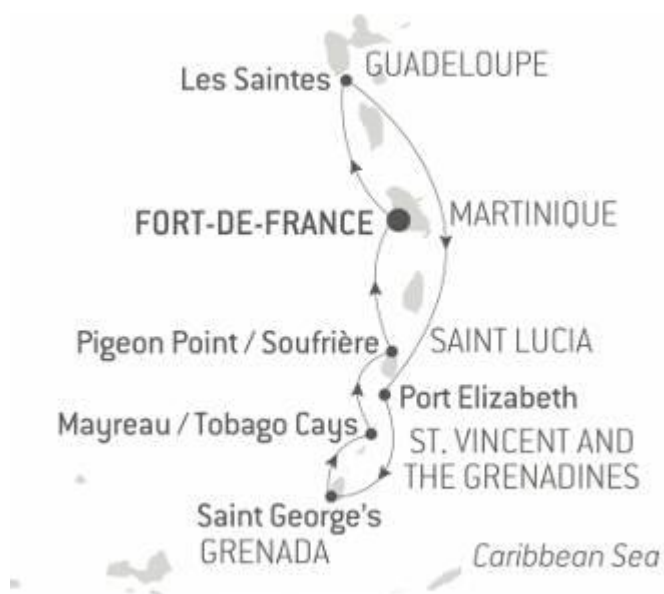 GUADELOUPE
Les Saintes
MARTINIQUE
FORT-DE-FRANCE
Pigeon Point / Soufrière
SAINT LUCIA
Port Elizabeth
Mayreau / Tobago Cays
ST. VINCENT AND
THE GRENADINES
Saint George's
GRENADA
Caribbean Sea